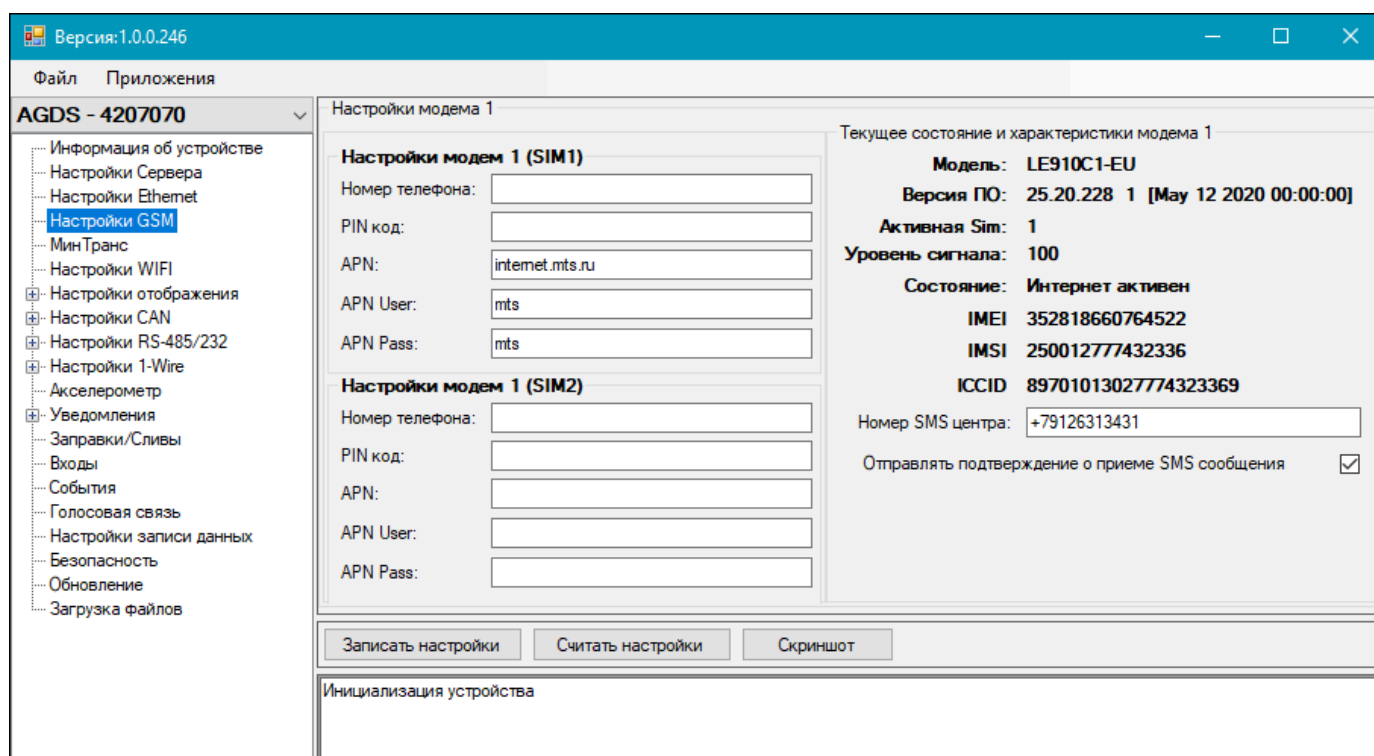 Версия:1.0.0.246
Файл Приложения
AGDS - 4207070
Информация об устройстве
Настройки Сервера
Настройки Ethernet
Настройки GSM
МинТранс
Настройки WIFI
Настройки отображения
Настройки CAN
Настройки RS-485/232
Настройки 1-Wire
Акселерометр
Уведомления
Заправки/Сливы
Входы
События
Голосовая связь
Настройки записи данных
Безопасность
Обновление
Загрузка файлов
Настройки модема 1
Настройки модем 1 (SIM1)
Номер телефона:
PIN код:
APN: internet.mts.ru
APN User: mts
APN Pass: mts
Настройки модем 1 (SIM2)
Номер телефона:
PIN код:
APN:
APN User:
APN Pass:
Текущее состояние и характеристики модема 1
Модель: LE910C1-EU
Версия ПО: 25.20.228 1 [May 12 2020 00:00:00]
Активная Sim: 1
Уровень сигнала: 100
Состояние: Интернет активен
IMEI 352818660764522
IMSI 250012777432336
ICCID 89701013027774323369
Номер SMS центра: +79126313431
Отправлять подтверждение о приеме SMS сообщения
Записать настройки Считать настройки Скриншот
Инициализация устройства